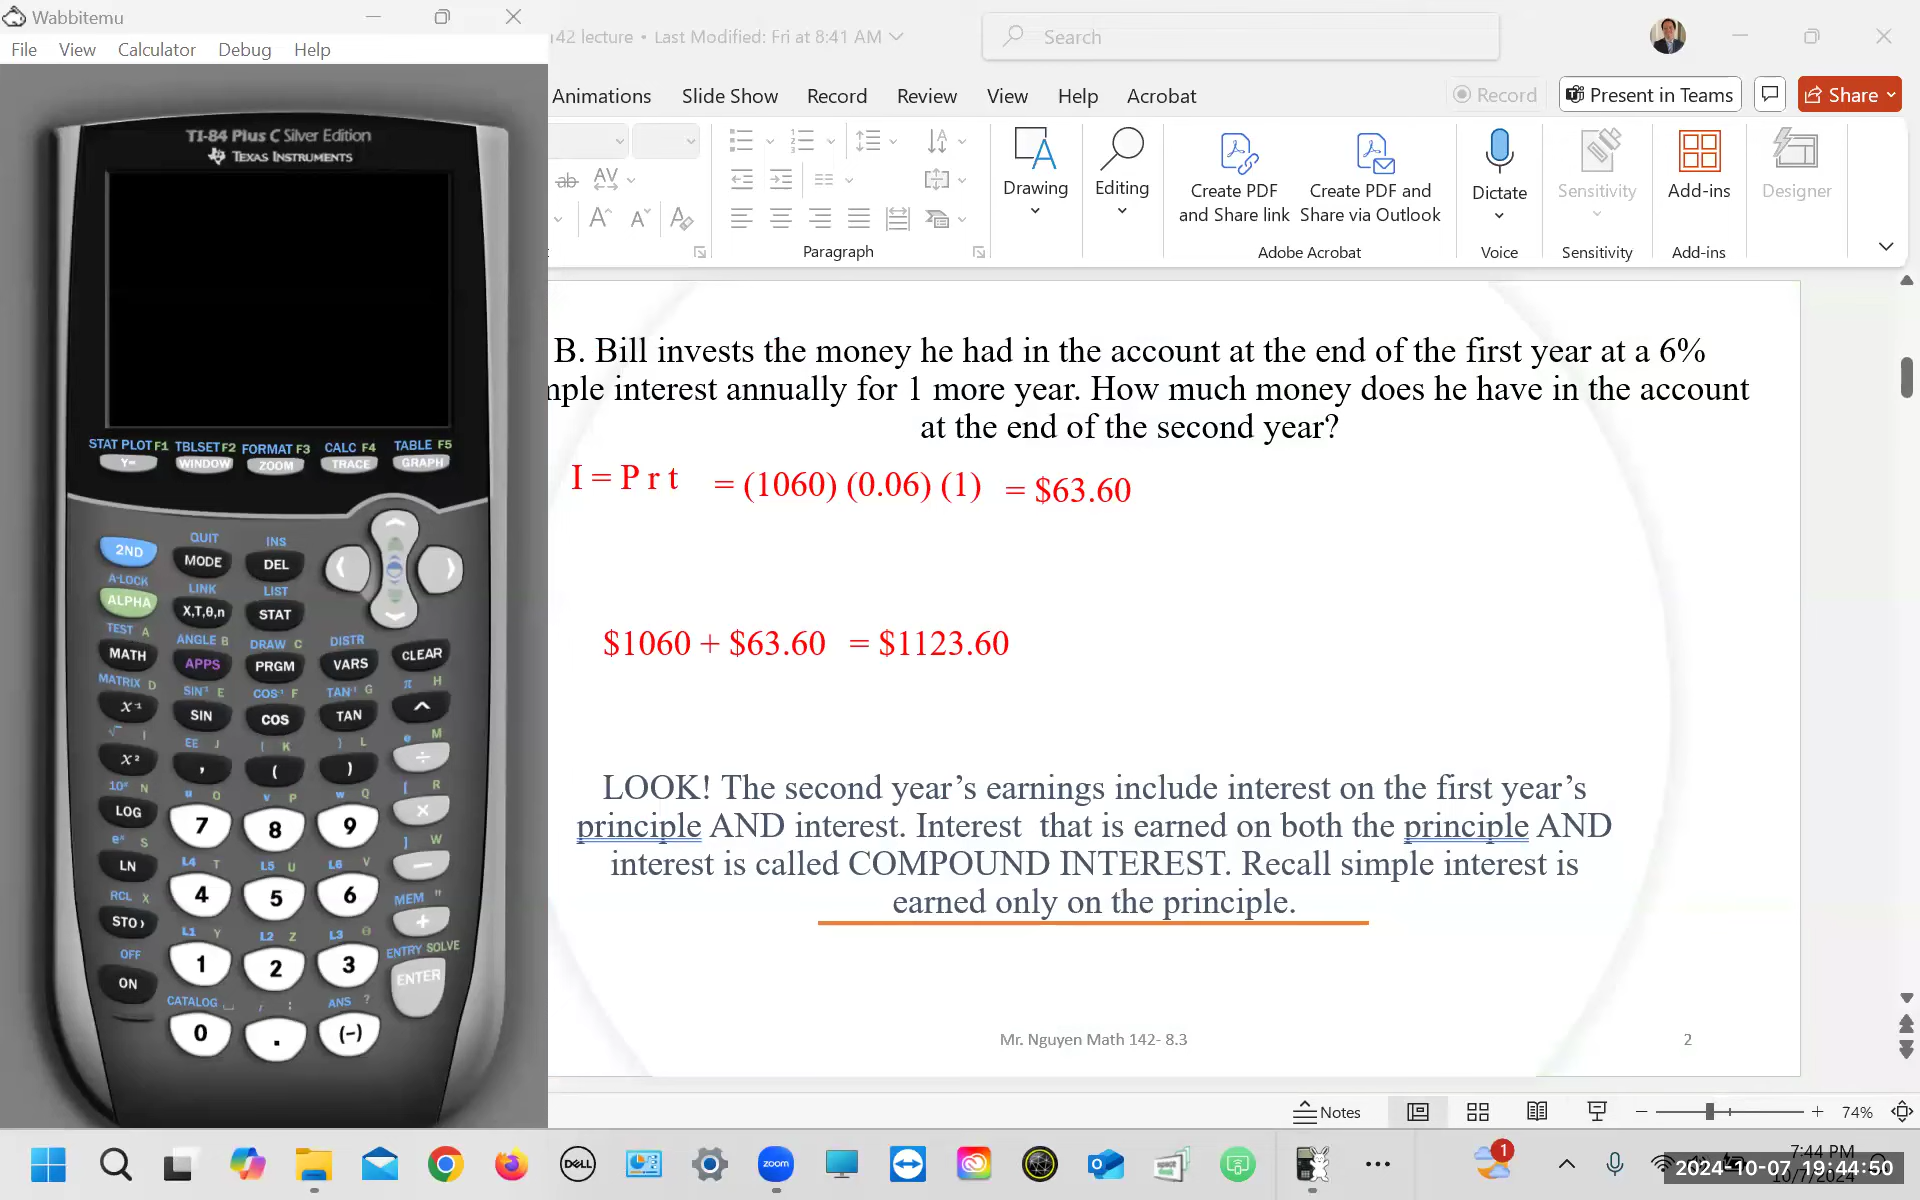 Wabbitemu
File View Calculator Debug Help
142 lecture • Last Modified: Fri at 8:41 AM
Search
Animations Slide Show Record Review View Help Acrobat
Record
Present in Teams
Share
ab AV
A A A
Drawing
Editing
Create PDF
and Share link
Create PDF and
Share via Outlook
Dictate
Sensitivity
Add-ins
Designer
Paragraph
Adobe Acrobat
Voice
Sensitivity
Add-ins
TI-84 Plus C Silver Edition
TEXAS INSTRUMENTS
STAT PLOT F1 TBLSET F2 FORMAT F3 CALC F4 TABLE F5
Y= WINDOW ZOOM TRACE GRAPH
QUIT INS
2ND MODE DEL
A-LOCK LINK LIST
ALPHA X,T,θ,n STAT
TEST A ANGLE B DRAW C DISTR
MATH APPS PRGM VARS CLEAR
MATRIX D SIN⁻¹ E COS⁻¹ F TAN⁻¹ G π H
X⁻¹ SIN COS TAN ^
√ I EE J { K } L e M
X² , ( ) ÷
10ˣ N u O v P w Q [ R
LOG 7 8 9 ×
eˣ S L4 T L5 U L6 V ] W
LN 4 5 6 −
RCL X L1 Y L2 Z L3 θ MEM "
STO› 1 2 3 +
OFF CATALOG ⎵ i : ANS ? ENTRY SOLVE
ON 0 . (-) ENTER
B. Bill invests the money he had in the account at the end of the first year at a 6%
mple interest annually for 1 more year. How much money does he have in the account
at the end of the second year?
I = P r t = (1060) (0.06) (1) = $63.60
$1060 + $63.60 = $1123.60
LOOK! The second year’s earnings include interest on the first year’s
principle AND interest. Interest that is earned on both the principle AND
interest is called COMPOUND INTEREST. Recall simple interest is
earned only on the principle.
Mr. Nguyen Math 142- 8.3
2
Notes
74%
DELL
zoom
space
1
7:44 PM
2024-10-07 19:44:50